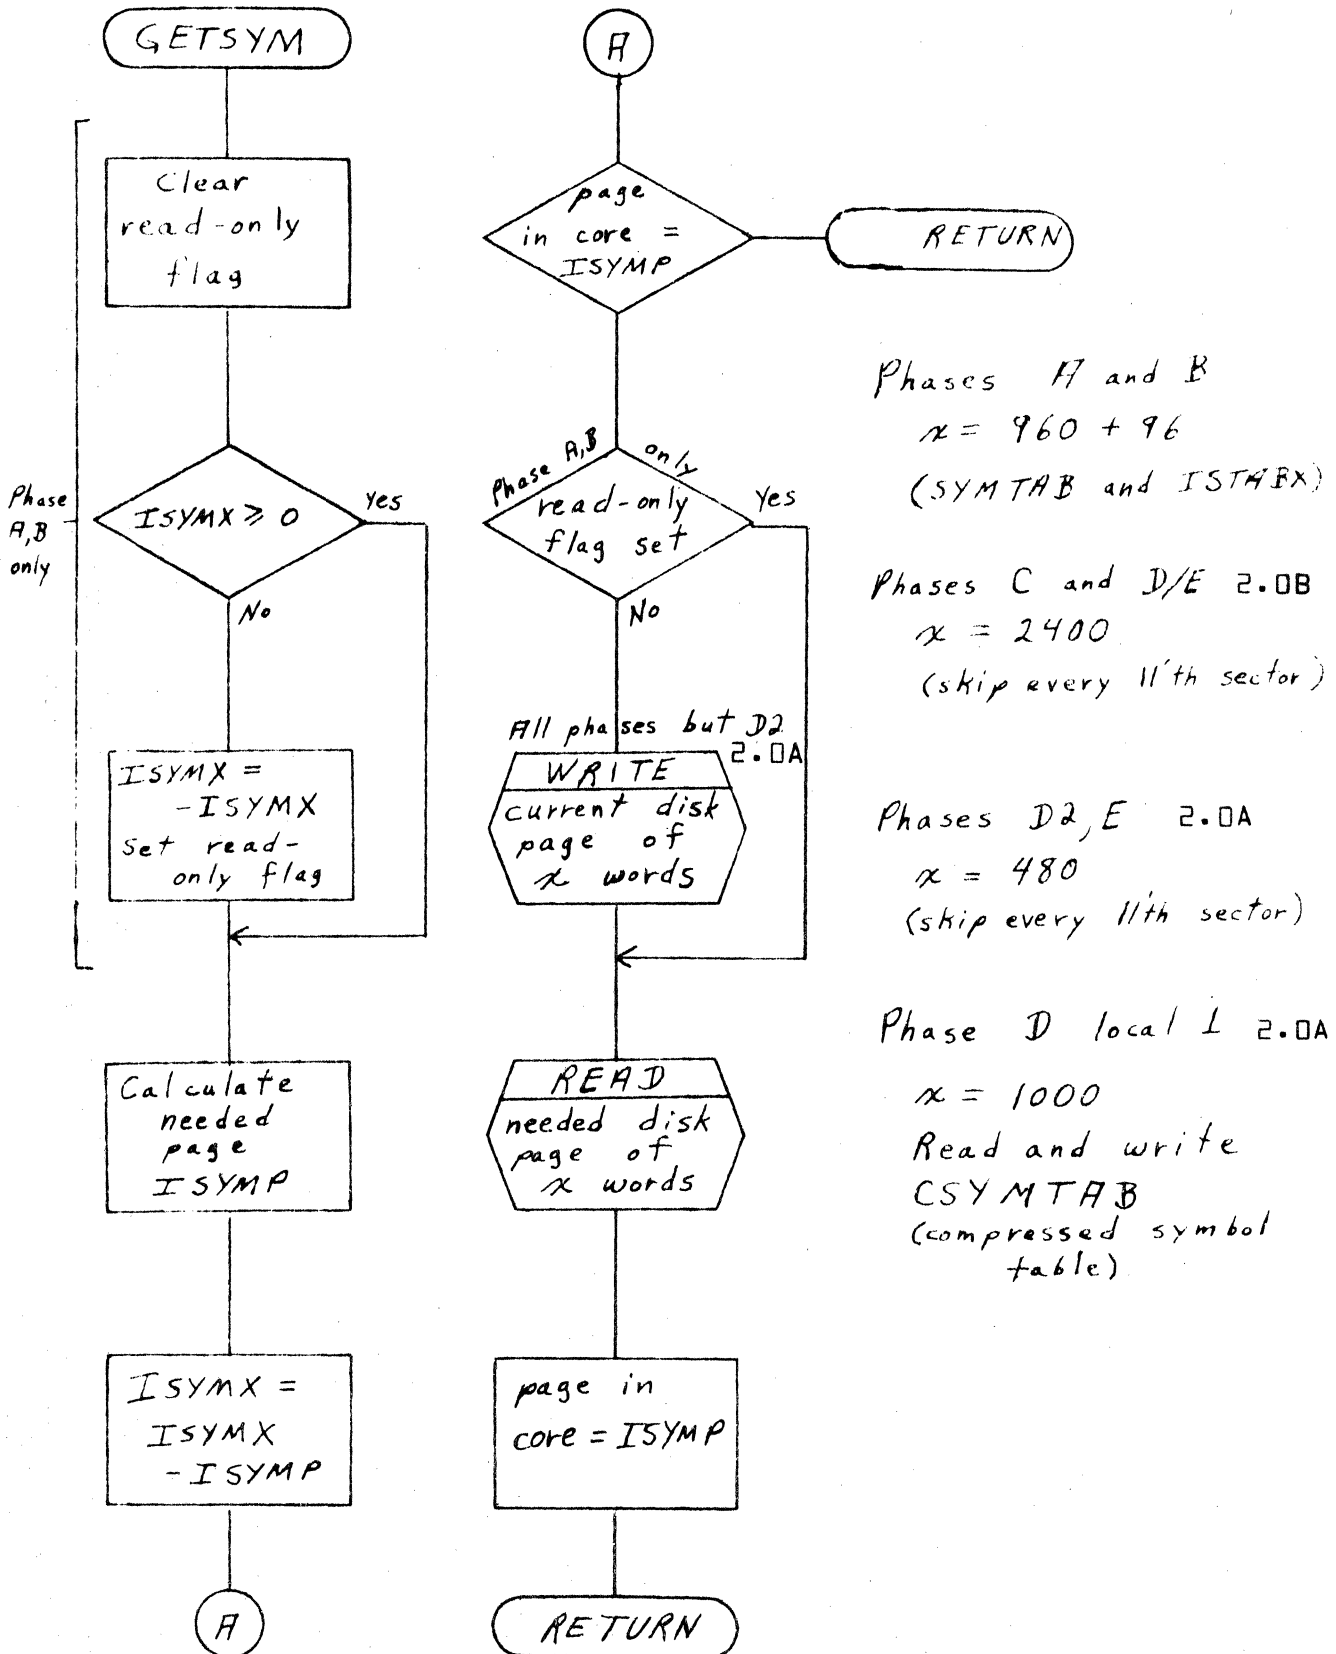 GETSYM
Clear
read-only
flag
Phase
A,B
only
ISYMX ≥ 0
Yes
No
ISYMX =
-ISYMX
set read-
only flag
Calculate
needed
page
ISYMP
ISYMX =
ISYMX
-ISYMP
A
A
page
in core =
ISYMP
RETURN
Phase A,B only
read-only
flag set
Yes
No
All phases but D2
2.0A
WRITE
current disk
page of
x words
READ
needed disk
page of
x words
page in
core = ISYMP
RETURN
Phases A and B
x = 960 + 96
(SYMTAB and ISTABX)
Phases C and D/E 2.0B
x = 2400
(skip every 11'th sector)
Phases D2,E 2.0A
x = 480
(skip every 11'th sector)
Phase D local 1 2.0A
x = 1000
Read and write
CSYMTAB
(compressed symbol
table)